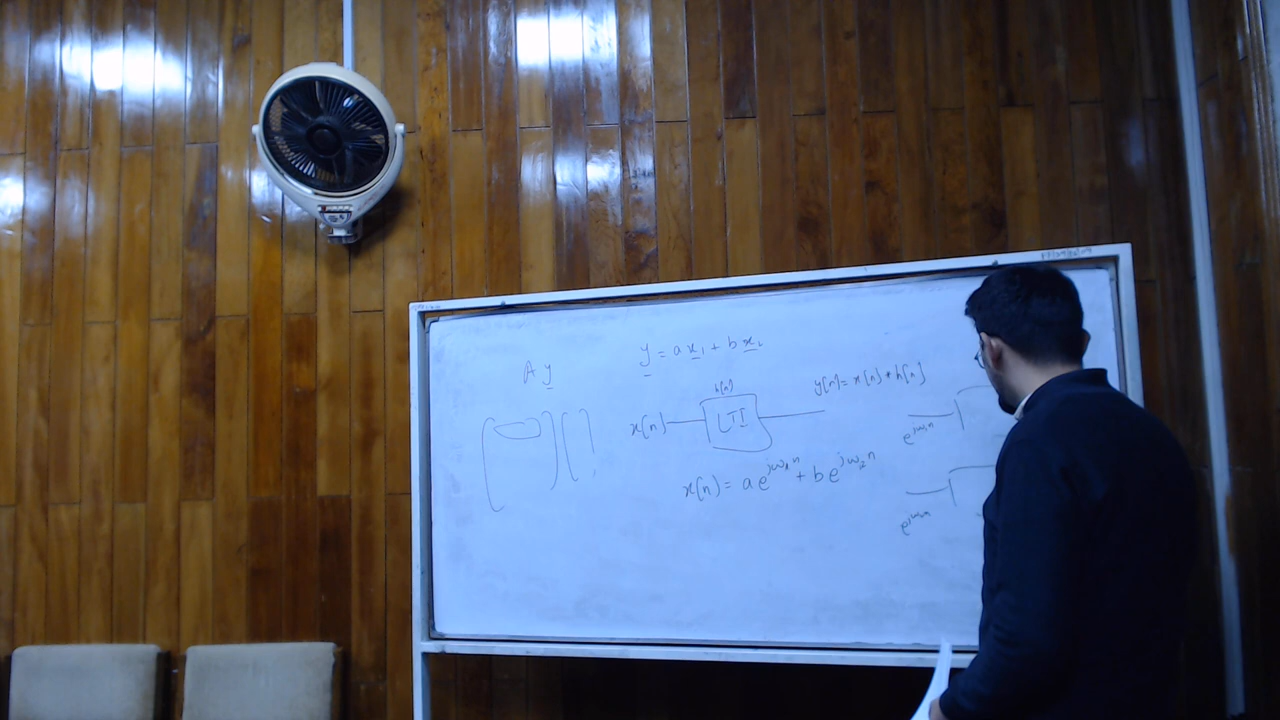 y = a x₁ + b x₂
A y
h[n]
x[n] LTI y[n] = x[n] * h[n]
x[n] = a e^{jω₁n} + b e^{jω₂n}
e^{jω₁n}
e^{jω₂n}